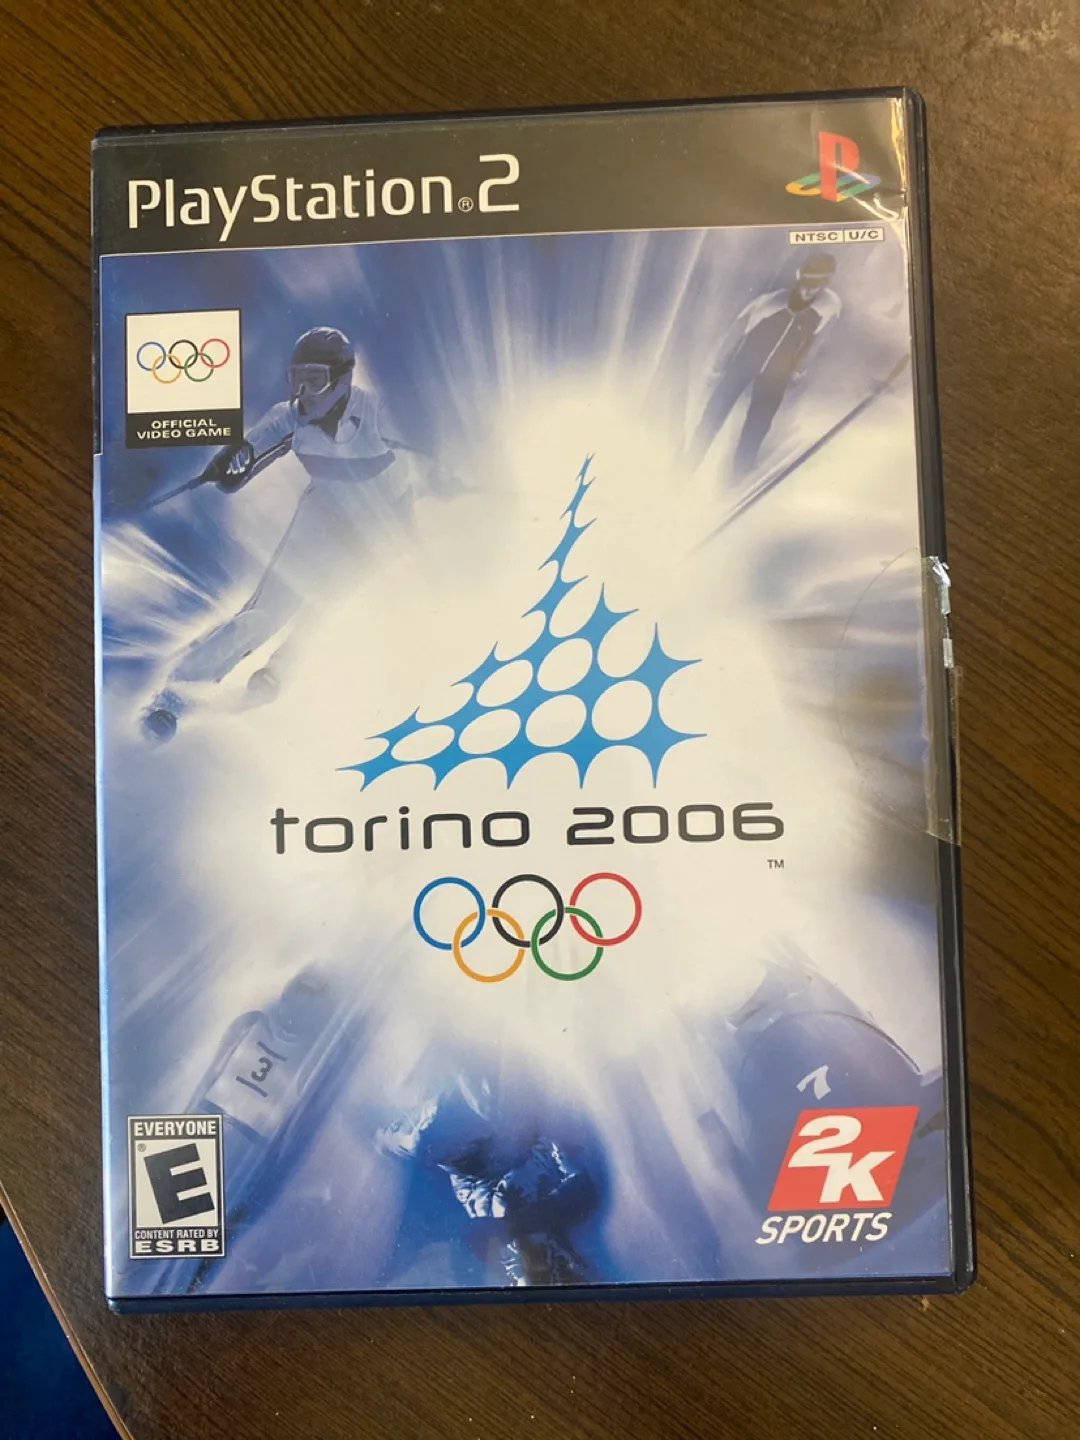 PlayStation®2
NTSC U/C
OFFICIAL
VIDEO GAME
torino 2006
TM
EVERYONE
E
®
CONTENT RATED BY
ESRB
2K
SPORTS